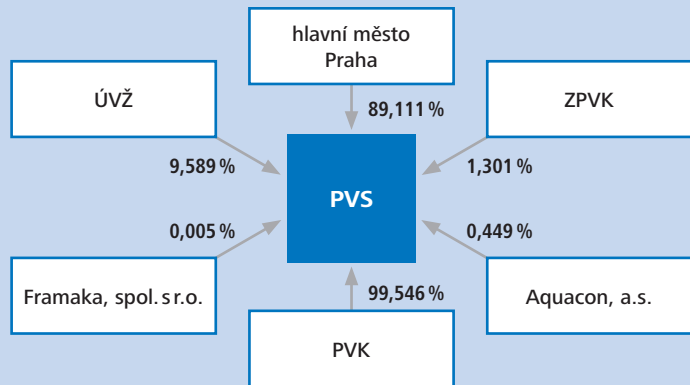 hlavní město
Praha
ÚVŽ
ZPVK
89,111 %
9,589 %
1,301 %
PVS
0,005 %
0,449 %
Framaka, spol. s r.o.
99,546 %
Aquacon, a.s.
PVK